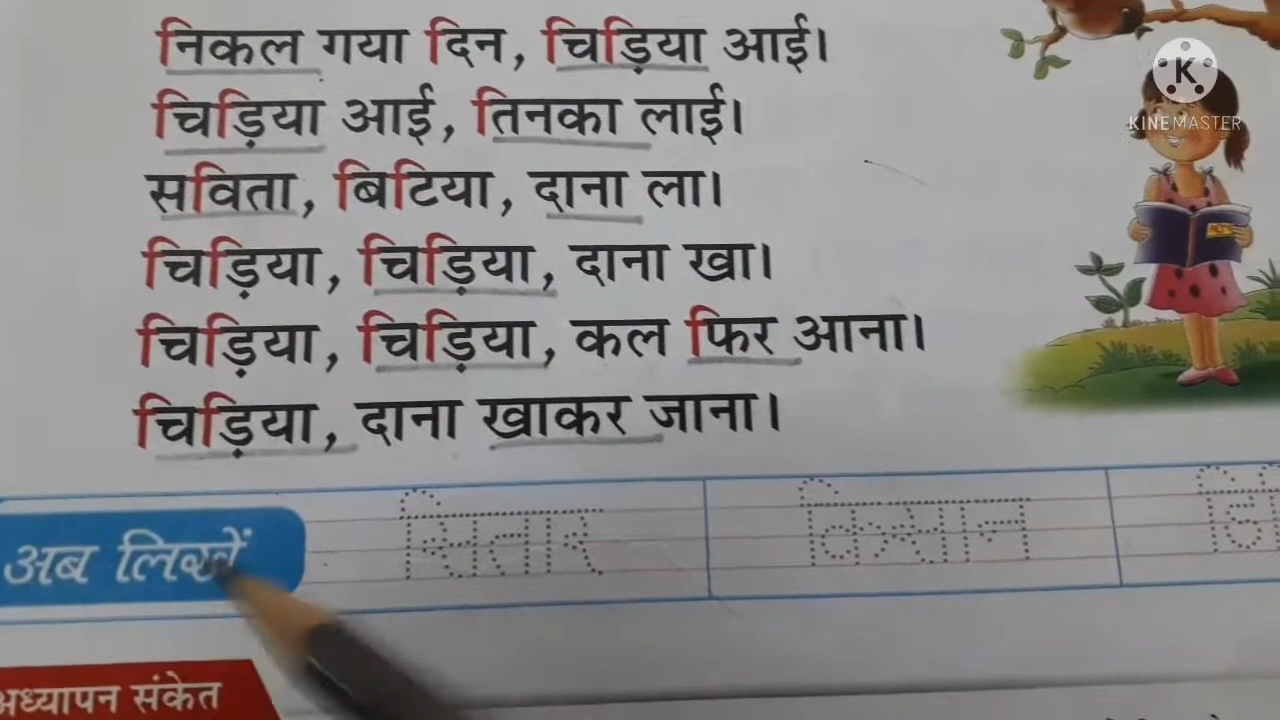 निकल गया दिन, चिड़िया आई।
चिड़िया आई, तिनका लाई।
सविता, बिटिया, दाना ला।
चिड़िया, चिड़िया, दाना खा।
चिड़िया, चिड़िया, कल फिर आना।
चिड़िया, दाना खाकर जाना।
K
KINEMASTER
अब लिखें
सितार
किसान
अध्यापन संकेत